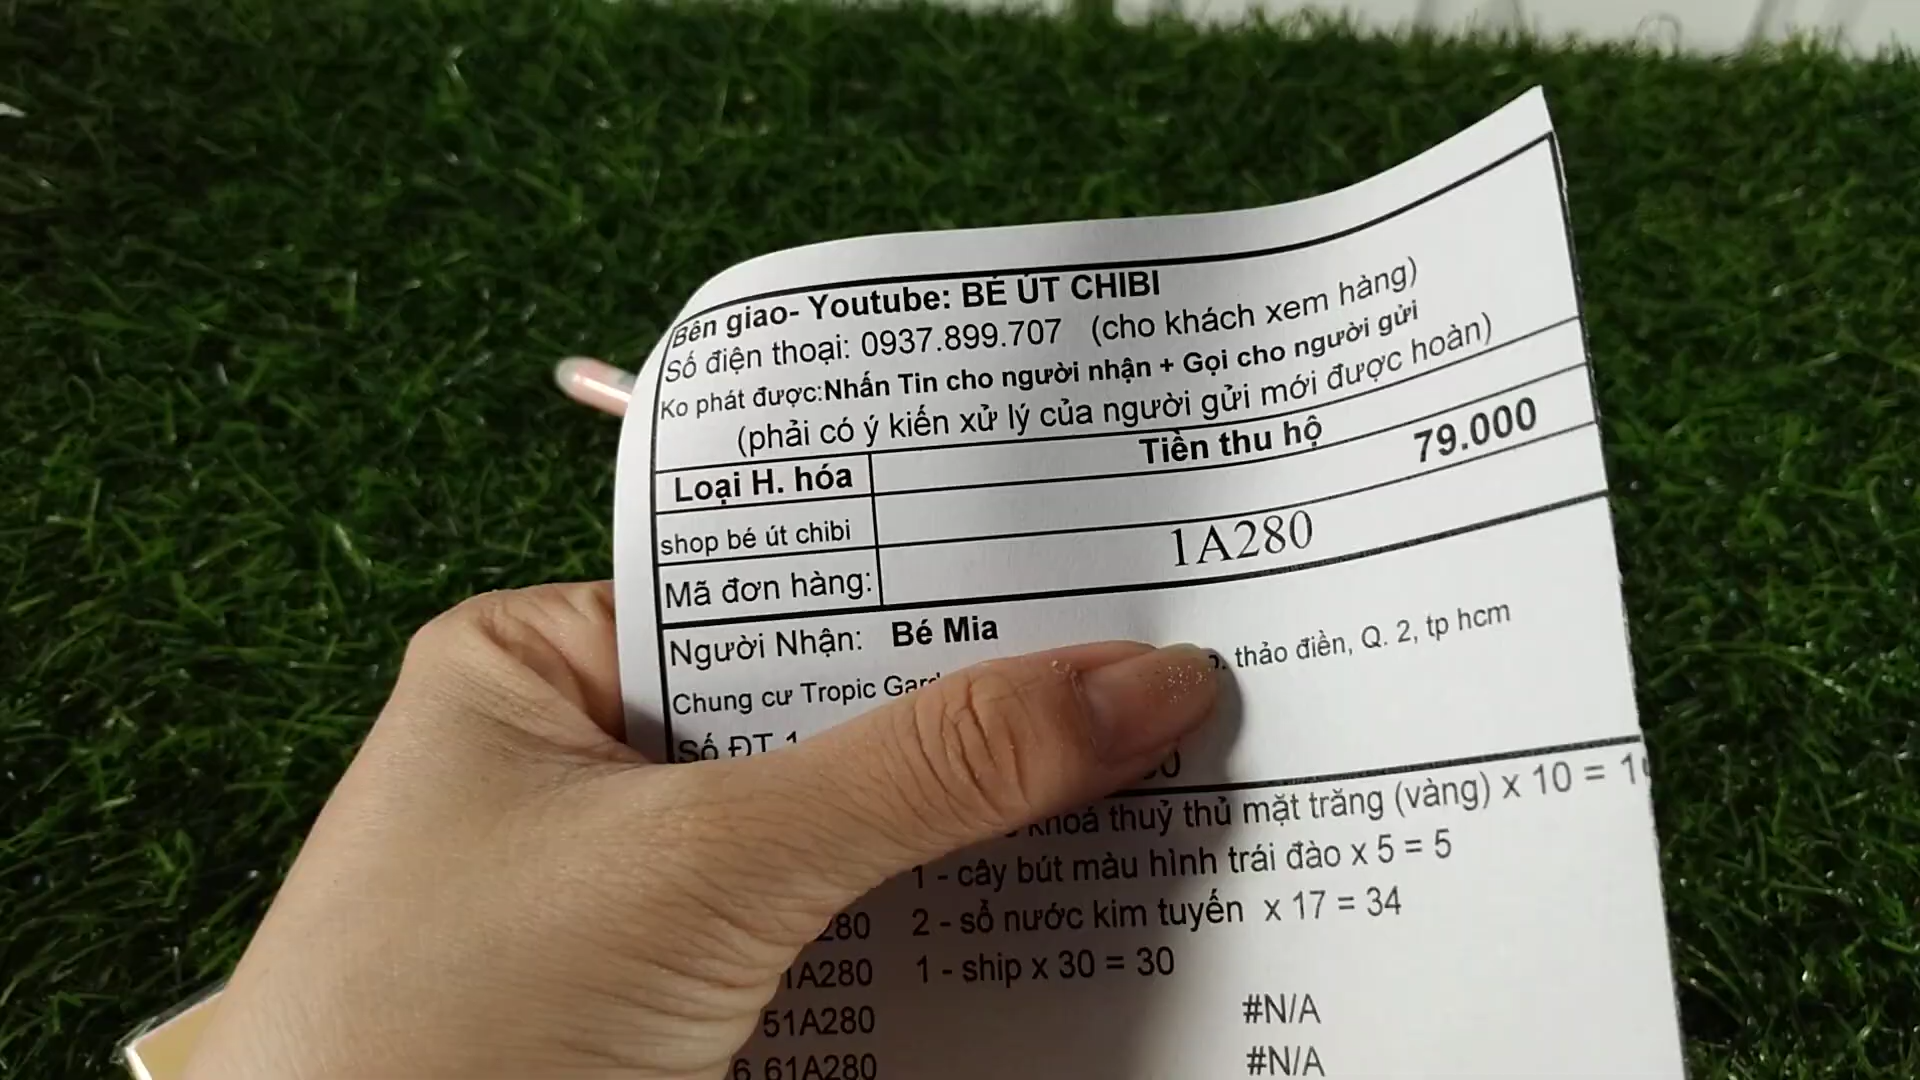 Bên giao- Youtube: BÉ ÚT CHIBI
Số điện thoại: 0937.899.707 (cho khách xem hàng)
Ko phát được:Nhấn Tin cho người nhận + Gọi cho người gửi
(phải có ý kiến xử lý của người gửi mới được hoàn)
Loại H. hóa Tiền thu hộ
shop bé út chibi 79.000
Mã đơn hàng: 1A280
Người Nhận: Bé Mia
Chung cư Tropic thảo điền, Q. 2, tp hcm
Số ĐT 1
khoá thuỷ thủ mặt trăng (vàng) x 10 =
1 - cây bút màu hình trái đào x 5 = 5
2 - sổ nước kim tuyến x 17 = 34
1A280 1 - ship x 30 = 30
51A280 #N/A
6 61A280 #N/A